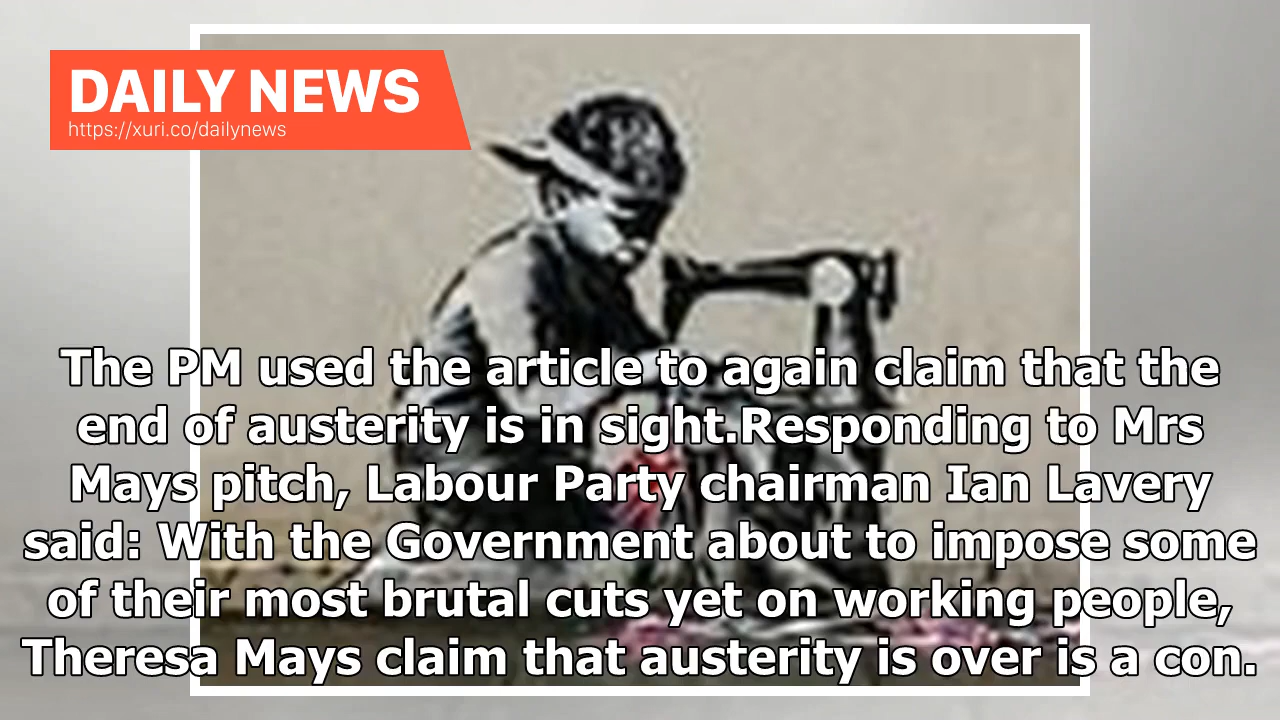 DAILY NEWS
https://xuri.co/dailynews
The PM used the article to again claim that the
end of austerity is in sight.Responding to Mrs
Mays pitch, Labour Party chairman Ian Lavery
said: With the Government about to impose some
of their most brutal cuts yet on working people,
Theresa Mays claim that austerity is over is a con.